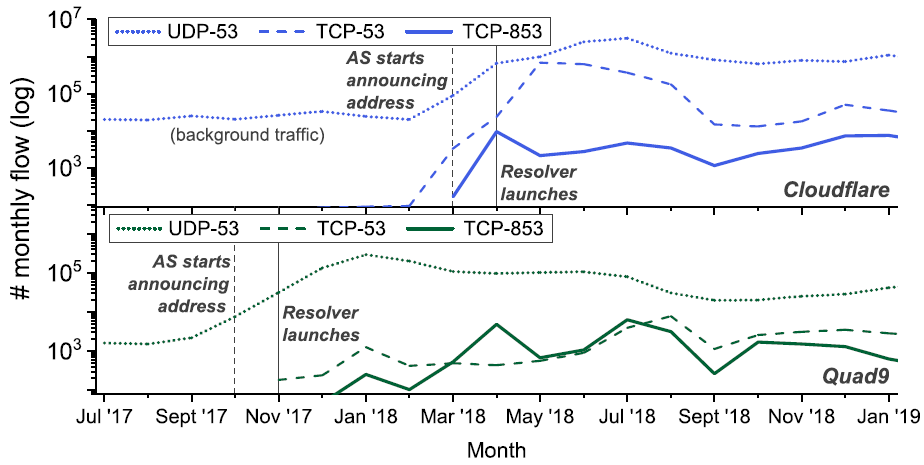 10^7
UDP-53 TCP-53 TCP-853
AS starts
announcing
address
10^5
(background traffic)
10^3
Resolver
launches
Cloudflare
# monthly flow (log)
UDP-53 TCP-53 TCP-853
AS starts
announcing
address
10^5
Resolver
launches
10^3
Quad9
Jul '17 Sept '17 Nov '17 Jan '18 Mar '18 May '18 Jul '18 Sept '18 Nov '18 Jan '19
Month